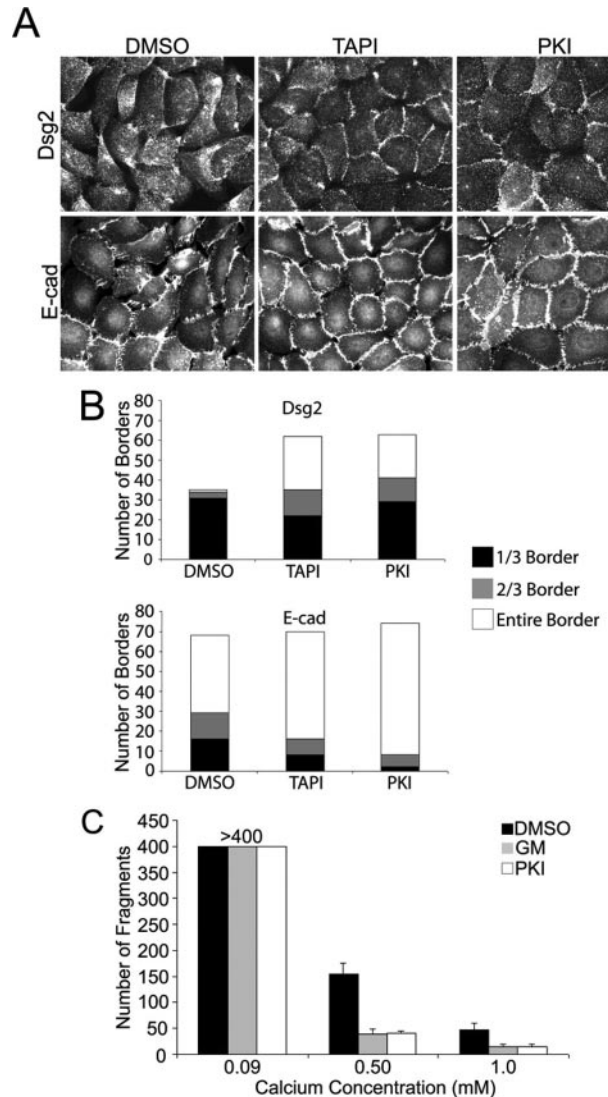 A
DMSO TAPI PKI
Dsg2
E-cad
B
Dsg2
Number of Borders
80
70
60
50
40
30
20
10
0
DMSO TAPI PKI
1/3 Border
2/3 Border
Entire Border
E-cad
Number of Borders
80
70
60
50
40
30
20
10
0
DMSO TAPI PKI
C
Number of Fragments
450
400
350
300
250
200
150
100
50
0
>400
DMSO
GM
PKI
0.09 0.50 1.0
Calcium Concentration (mM)